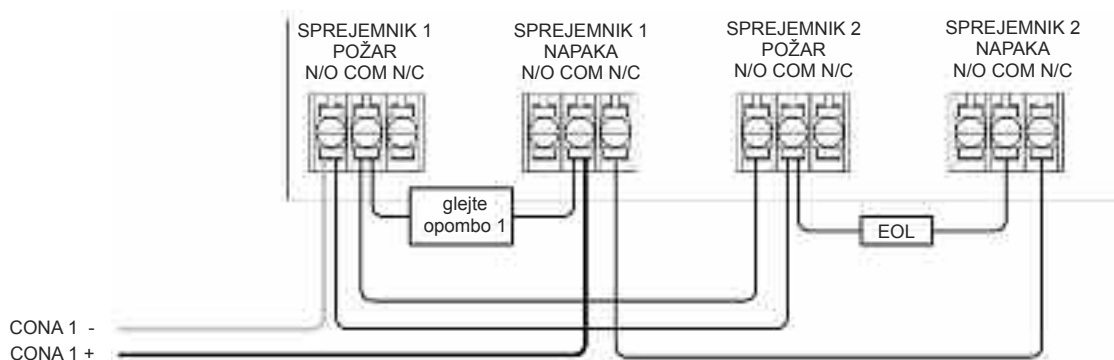 SPREJEMNIK 1
POŽAR
N/O COM N/C
SPREJEMNIK 1
NAPAKA
N/O COM N/C
SPREJEMNIK 2
POŽAR
N/O COM N/C
SPREJEMNIK 2
NAPAKA
N/O COM N/C
glejte
opombo 1
EOL
CONA 1 -
CONA 1 +